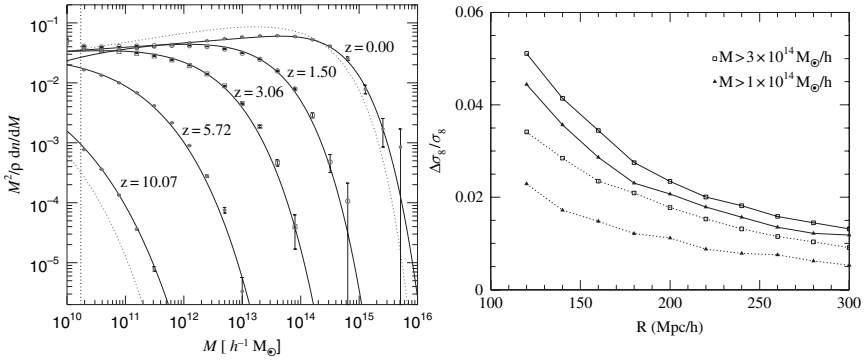 10⁻¹
10⁻²
10⁻³
10⁻⁴
10⁻⁵
M²/ρ dn/dM
z=0.00
z=1.50
z=3.06
z=5.72
z=10.07
10¹⁰ 10¹¹ 10¹² 10¹³ 10¹⁴ 10¹⁵ 10¹⁶
M [ h⁻¹ M☉]
0.06
0.04
0.02
0
Δσ₈/σ₈
M>3×10¹⁴M☉/h
M>1×10¹⁴M☉/h
100 150 200 250 300
R (Mpc/h)